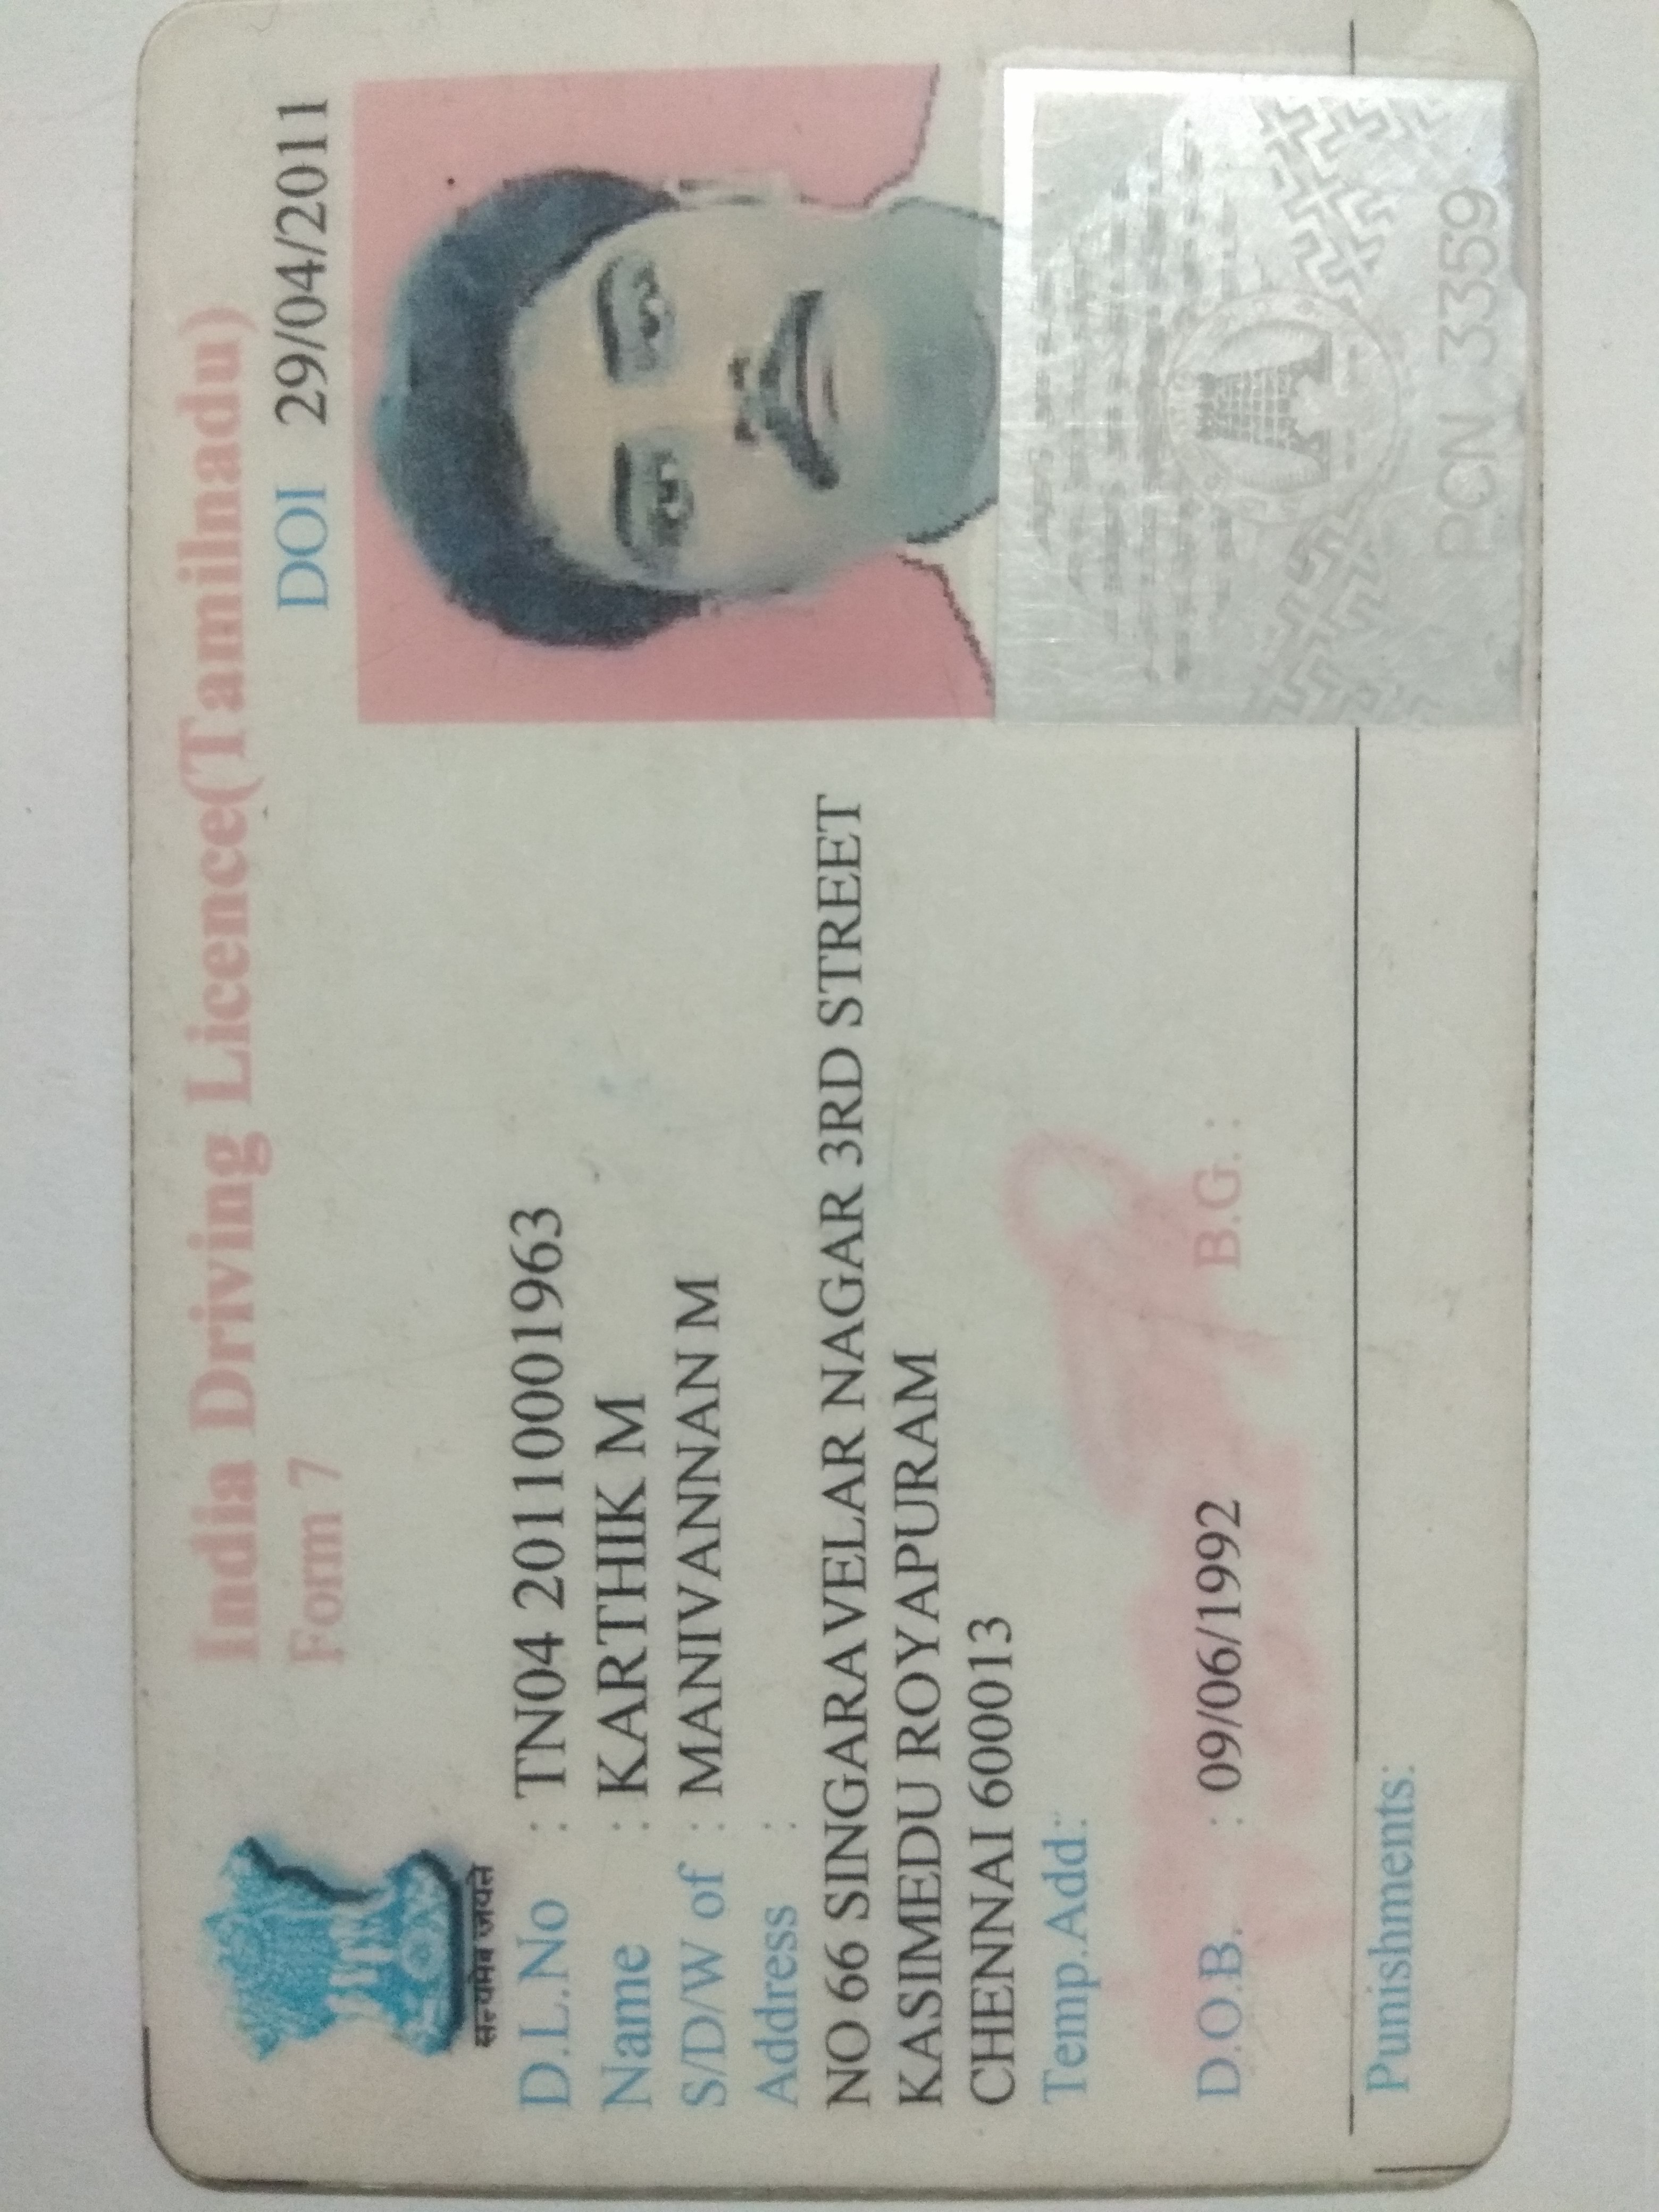 India Driving Licence(Tamilnadu)
Form 7
DOI 29/04/2011
सत्यमेव जयते
D.L.No : TN04 20110001963
Name : KARTHIK M
S/D/W of : MANIVANNAN M
Address :
NO 66 SINGARAVELAR NAGAR 3RD STREET
KASIMEDU ROYAPURAM
CHENNAI 600013
Temp.Add.:
D.O.B. : 09/06/1992 B.G. :
Punishments:
PCN 3359